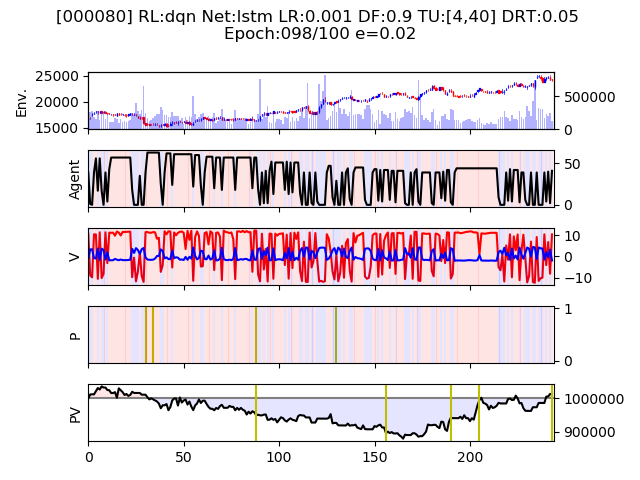 [000080] RL:dqn Net:lstm LR:0.001 DF:0.9 TU:[4,40] DRT:0.05
Epoch:098/100 e=0.02
25000
20000
15000
Env.
500000
0
Agent
50
0
V
10
0
−10
P
1
0
PV
1000000
900000
0 50 100 150 200